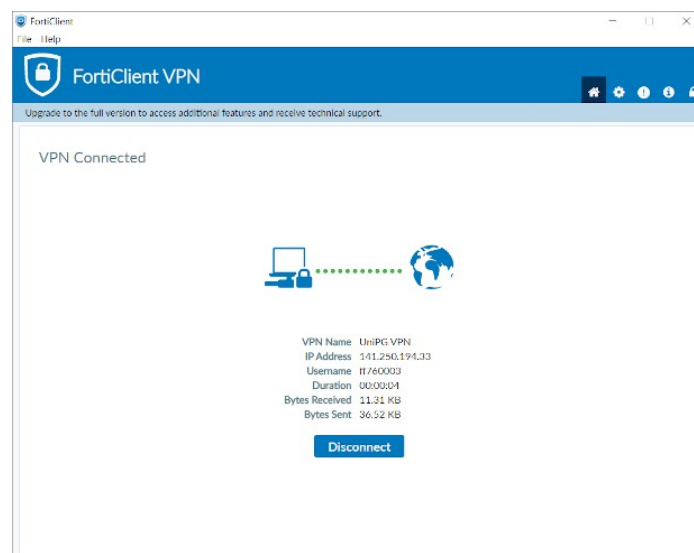 FortiClient
File Help
FortiClient VPN
Upgrade to the full version to access additional features and receive technical support.
VPN Connected
VPN Name UniPG VPN
IP Address 141.250.194.33
Username
Duration 00:00:04
Bytes Received 11.31 KB
Bytes Sent 36.52 KB
Disconnect